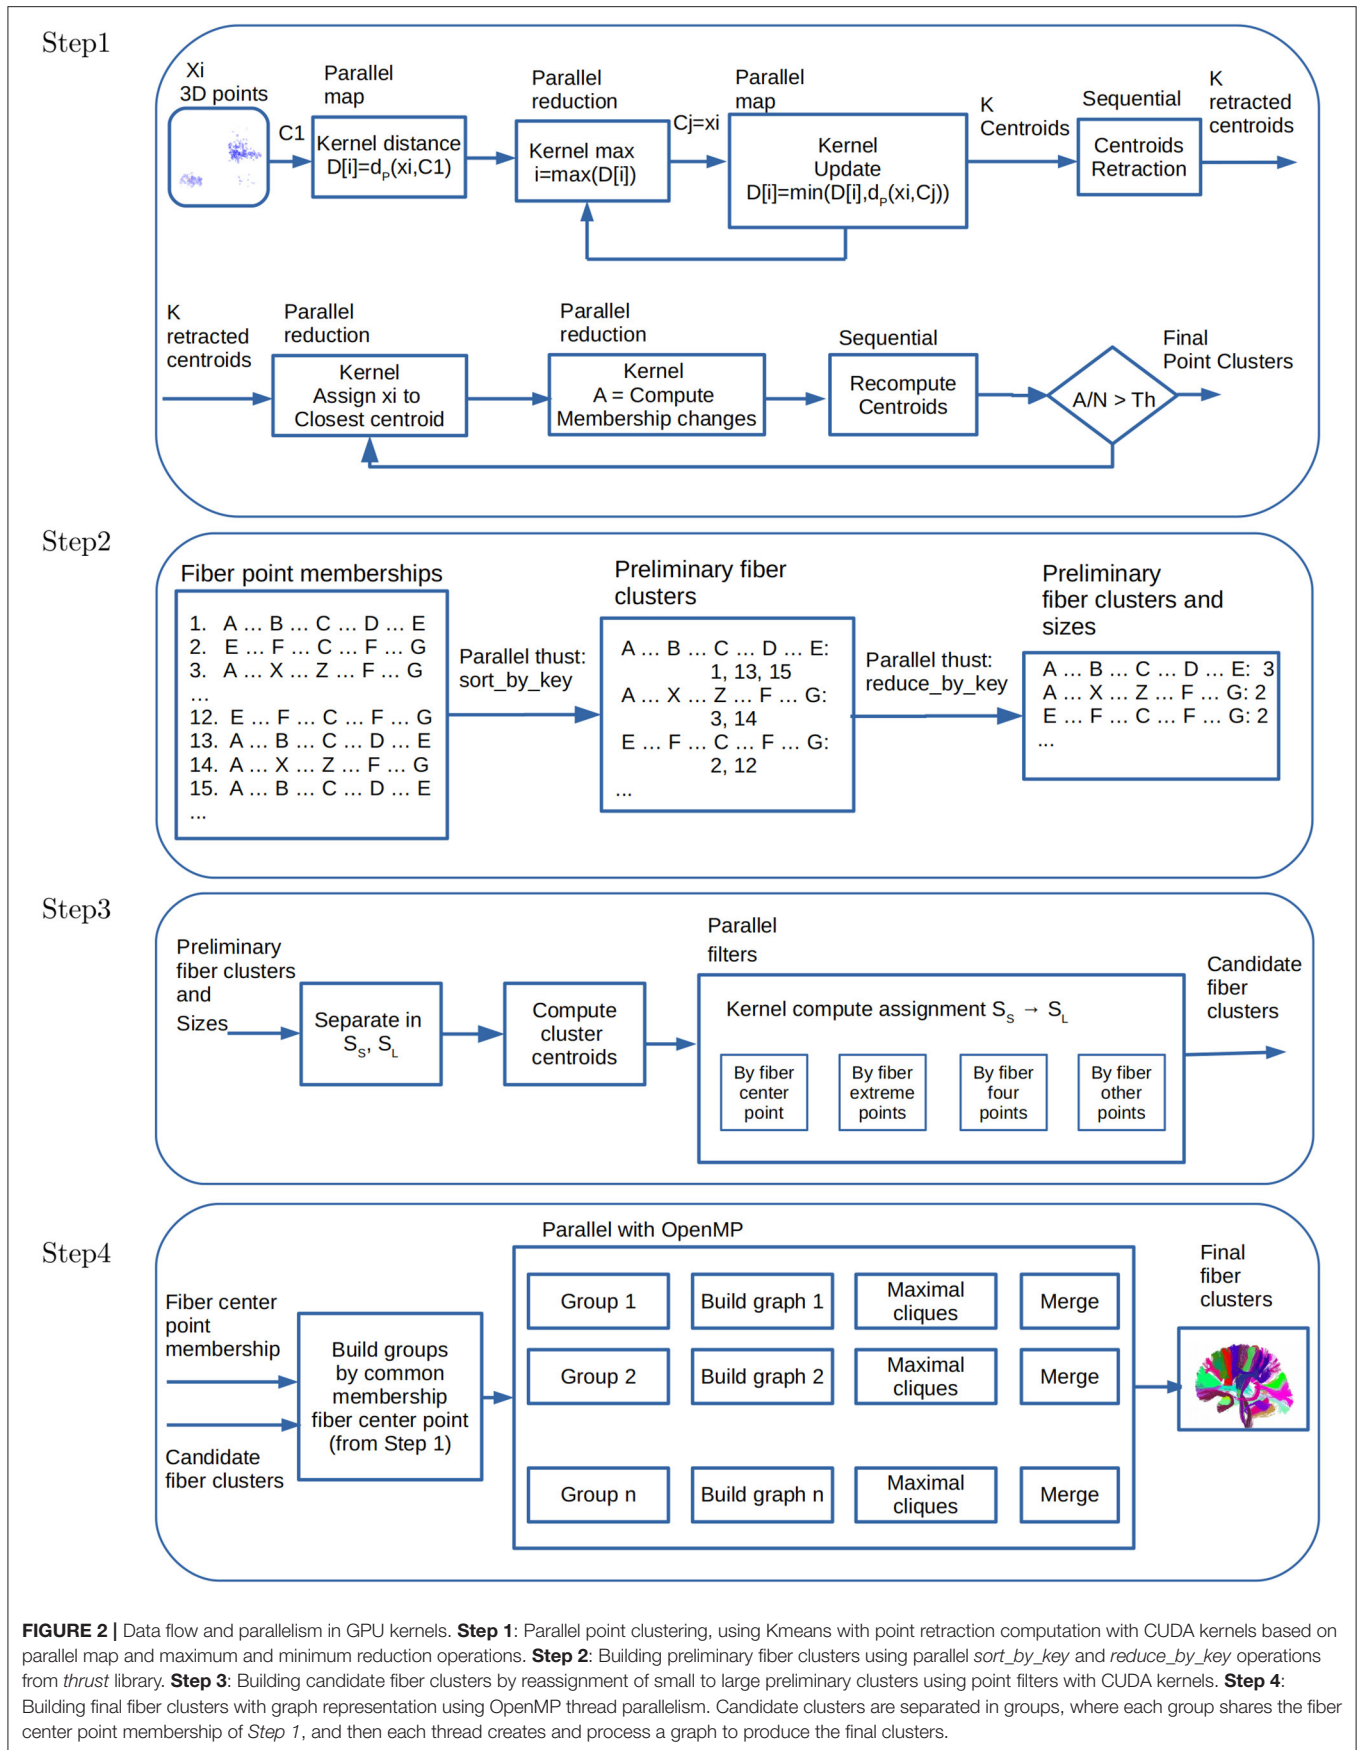 Step1
Xi
3D points
C1
Parallel
map
Kernel distance
D[i]=dP(xi,C1)
Parallel
reduction
Kernel max
i=max(D[i])
Cj=xi
Parallel
map
Kernel
Update
D[i]=min(D[i],dP(xi,Cj))
K
Centroids
Sequential
Centroids
Retraction
K
retracted
centroids
K
retracted
centroids
Parallel
reduction
Kernel
Assign xi to
Closest centroid
Parallel
reduction
Kernel
A = Compute
Membership changes
Sequential
Recompute
Centroids
A/N > Th
Final
Point Clusters
Step2
Fiber point memberships
1. A ... B ... C ... D ... E
2. E ... F ... C ... F ... G
3. A ... X ... Z ... F ... G
...
12. E ... F ... C ... F ... G
13. A ... B ... C ... D ... E
14. A ... X ... Z ... F ... G
15. A ... B ... C ... D ... E
...
Parallel thust:
sort_by_key
Preliminary fiber
clusters
A ... B ... C ... D ... E:
1, 13, 15
A ... X ... Z ... F ... G:
3, 14
E ... F ... C ... F ... G:
2, 12
...
Parallel thust:
reduce_by_key
Preliminary
fiber clusters and
sizes
A ... B ... C ... D ... E: 3
A ... X ... Z ... F ... G: 2
E ... F ... C ... F ... G: 2
...
Step3
Preliminary
fiber clusters
and
Sizes
Separate in
SS, SL
Compute
cluster
centroids
Parallel
filters
Kernel compute assignment SS → SL
By fiber
center
point
By fiber
extreme
points
By fiber
four
points
By fiber
other
points
Candidate
fiber
clusters
Step4
Fiber center
point
membership
Candidate
fiber clusters
Build groups
by common
membership
fiber center point
(from Step 1)
Parallel with OpenMP
Group 1
Build graph 1
Maximal
cliques
Merge
Group 2
Build graph 2
Maximal
cliques
Merge
Group n
Build graph n
Maximal
cliques
Merge
Final
fiber
clusters
FIGURE 2 | Data flow and parallelism in GPU kernels. Step 1: Parallel point clustering, using Kmeans with point retraction computation with CUDA kernels based on
parallel map and maximum and minimum reduction operations. Step 2: Building preliminary fiber clusters using parallel sort_by_key and reduce_by_key operations
from thrust library. Step 3: Building candidate fiber clusters by reassignment of small to large preliminary clusters using point filters with CUDA kernels. Step 4:
Building final fiber clusters with graph representation using OpenMP thread parallelism. Candidate clusters are separated in groups, where each group shares the fiber
center point membership of Step 1, and then each thread creates and process a graph to produce the final clusters.